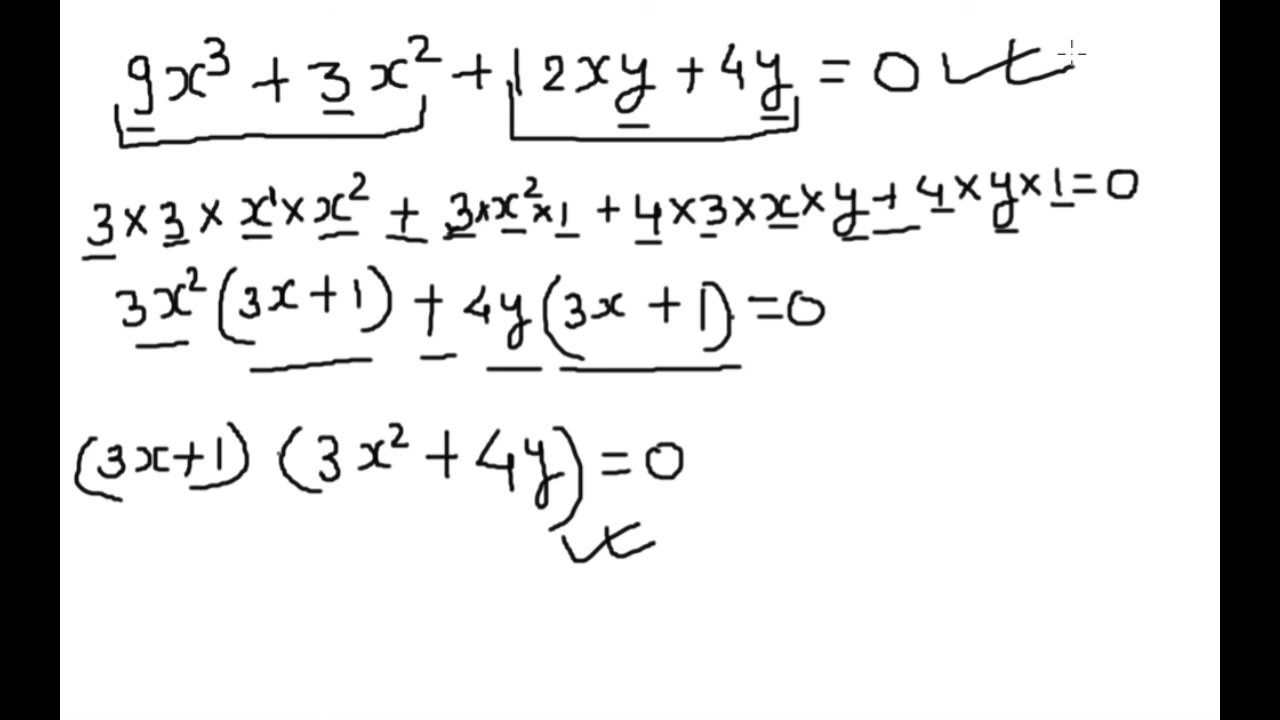 9x³ + 3x² + 12xy + 4y = 0
3 × 3 × x¹ × x² + 3 × x² × 1 + 4 × 3 × x × y + 4 × y × 1 = 0
3x² (3x + 1) + 4y (3x + 1) = 0
(3x + 1) (3x² + 4y) = 0